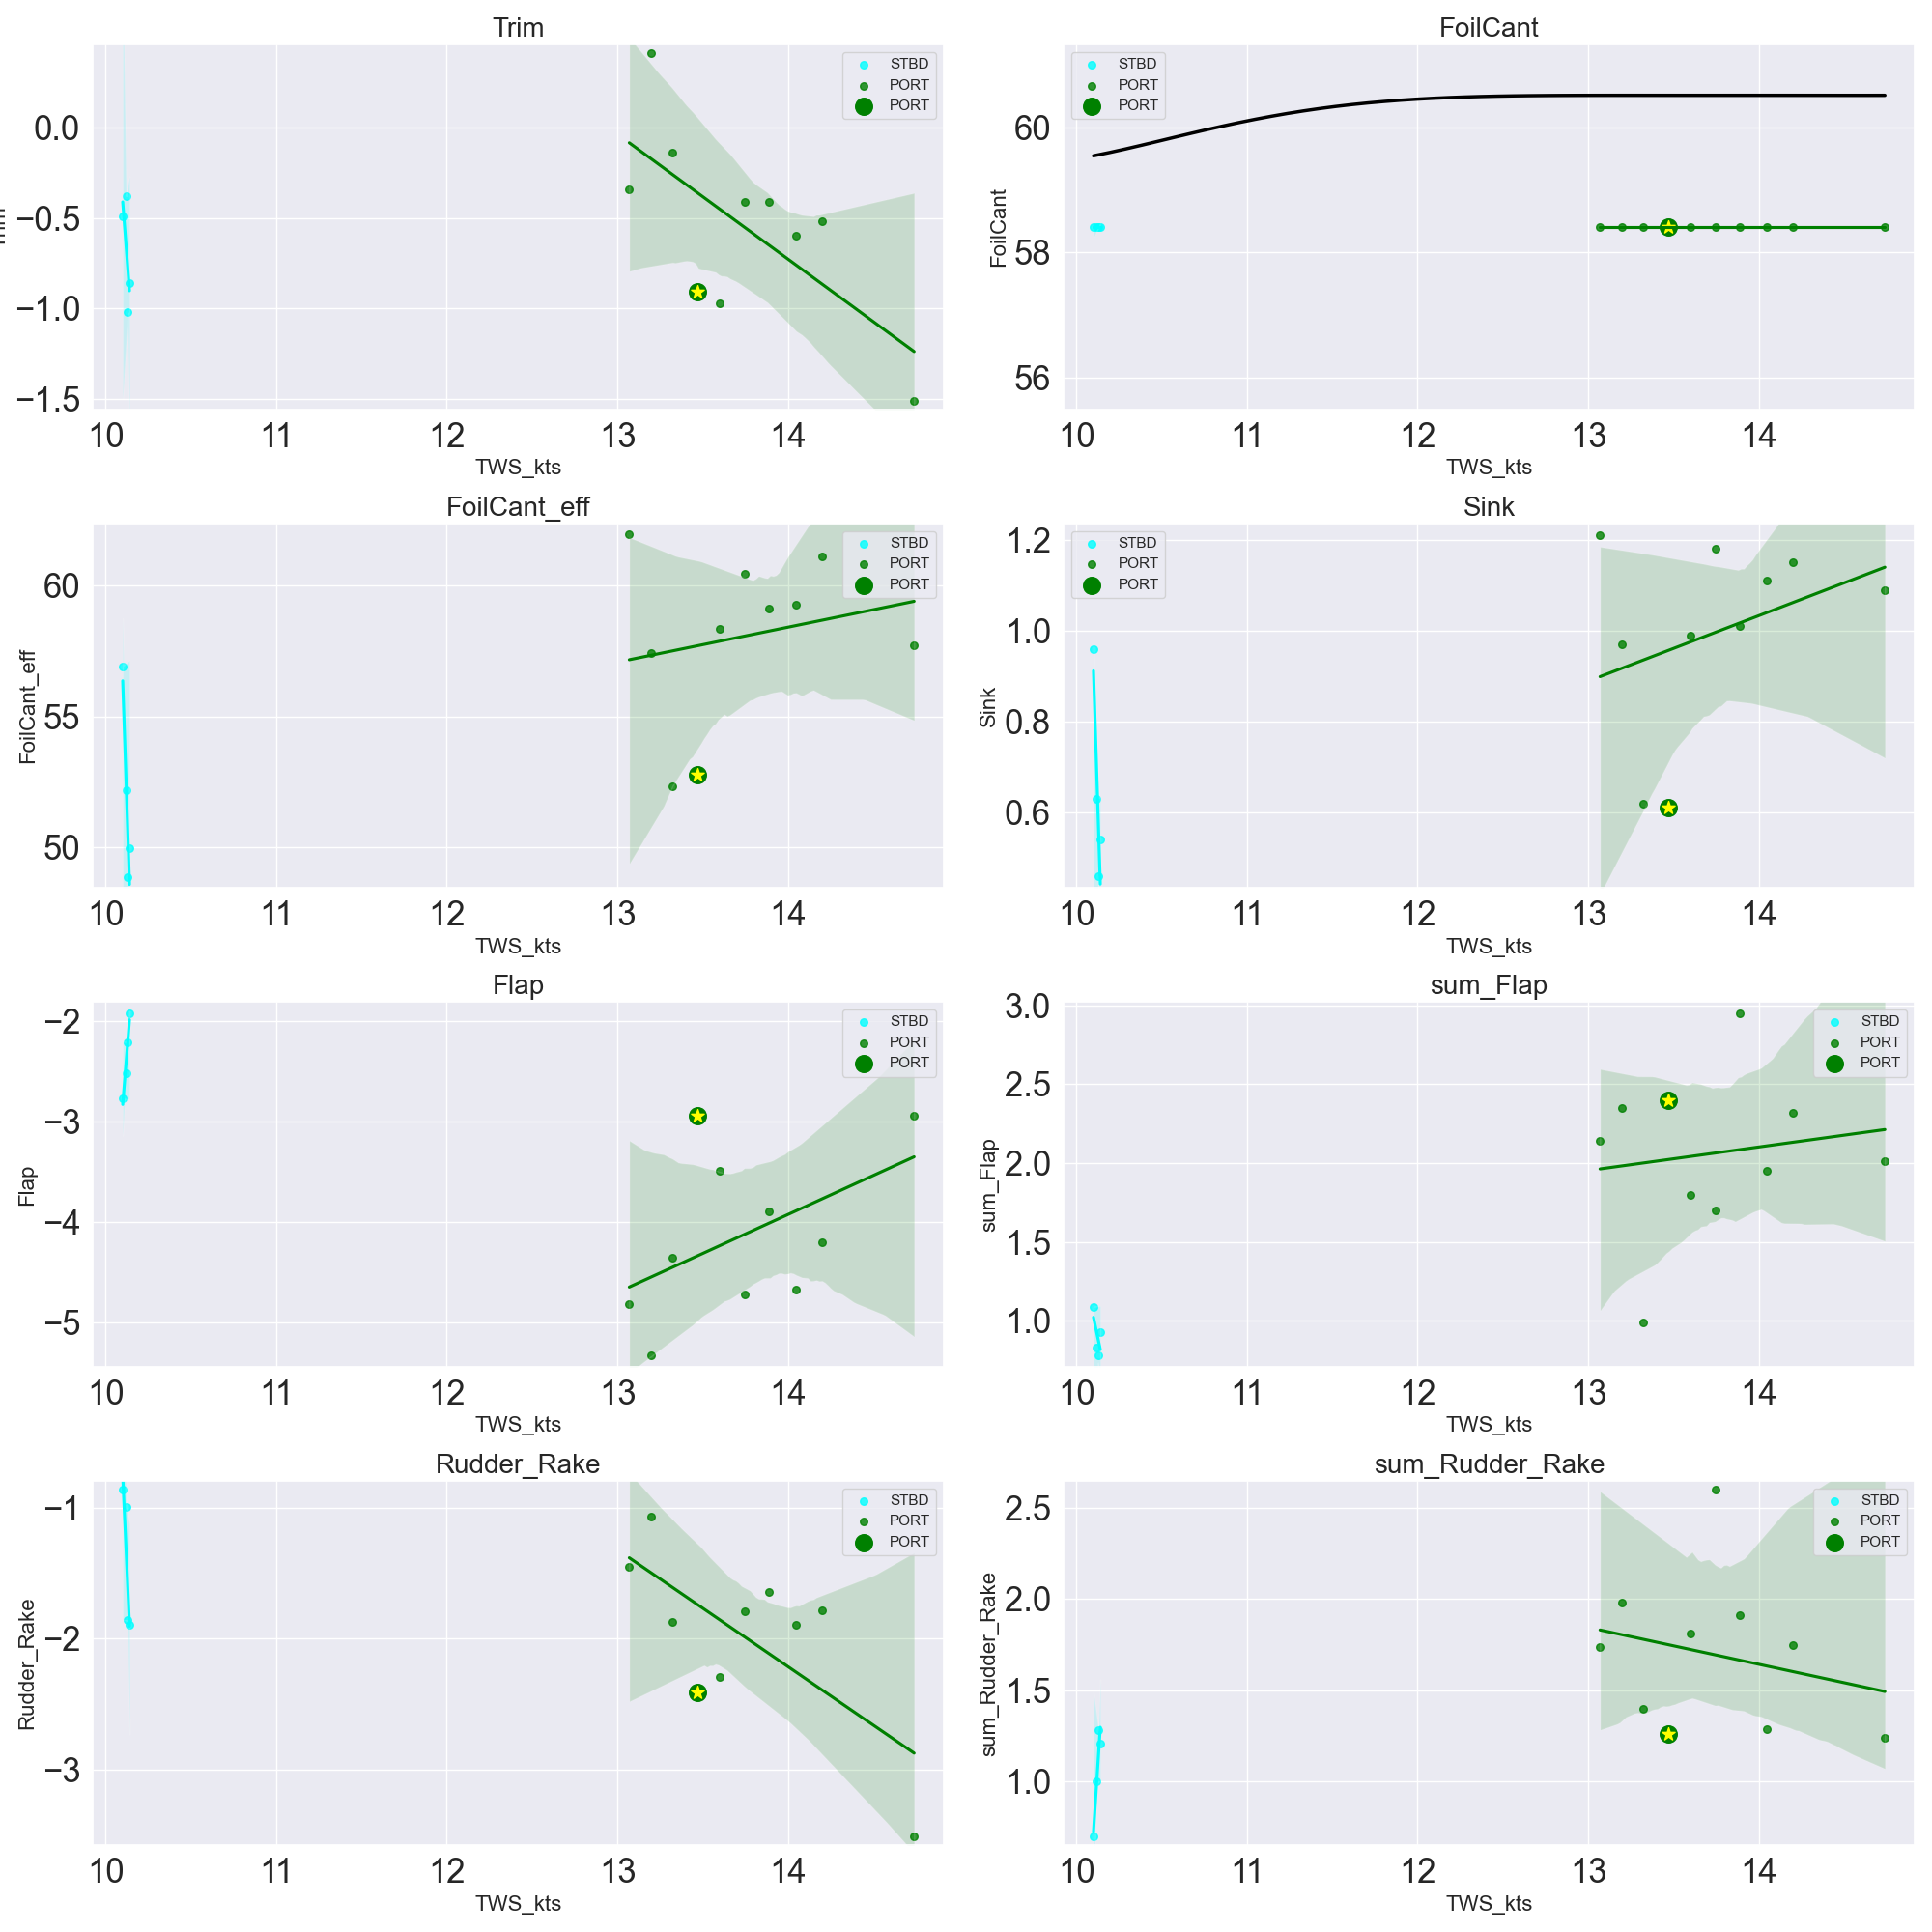 Trim
STBD
PORT
PORT
0.0
−0.5
−1.0
−1.5
10 11 12 13 14
TWS_kts
FoilCant
STBD
PORT
PORT
FoilCant
60
58
56
10 11 12 13 14
TWS_kts
FoilCant_eff
STBD
PORT
PORT
FoilCant_eff
60
55
50
10 11 12 13 14
TWS_kts
Sink
STBD
PORT
PORT
Sink
1.2
1.0
0.8
0.6
10 11 12 13 14
TWS_kts
Flap
STBD
PORT
PORT
Flap
−2
−3
−4
−5
10 11 12 13 14
TWS_kts
sum_Flap
STBD
PORT
PORT
sum_Flap
3.0
2.5
2.0
1.5
1.0
10 11 12 13 14
TWS_kts
Rudder_Rake
STBD
PORT
PORT
Rudder_Rake
−1
−2
−3
10 11 12 13 14
TWS_kts
sum_Rudder_Rake
STBD
PORT
PORT
sum_Rudder_Rake
2.5
2.0
1.5
1.0
10 11 12 13 14
TWS_kts